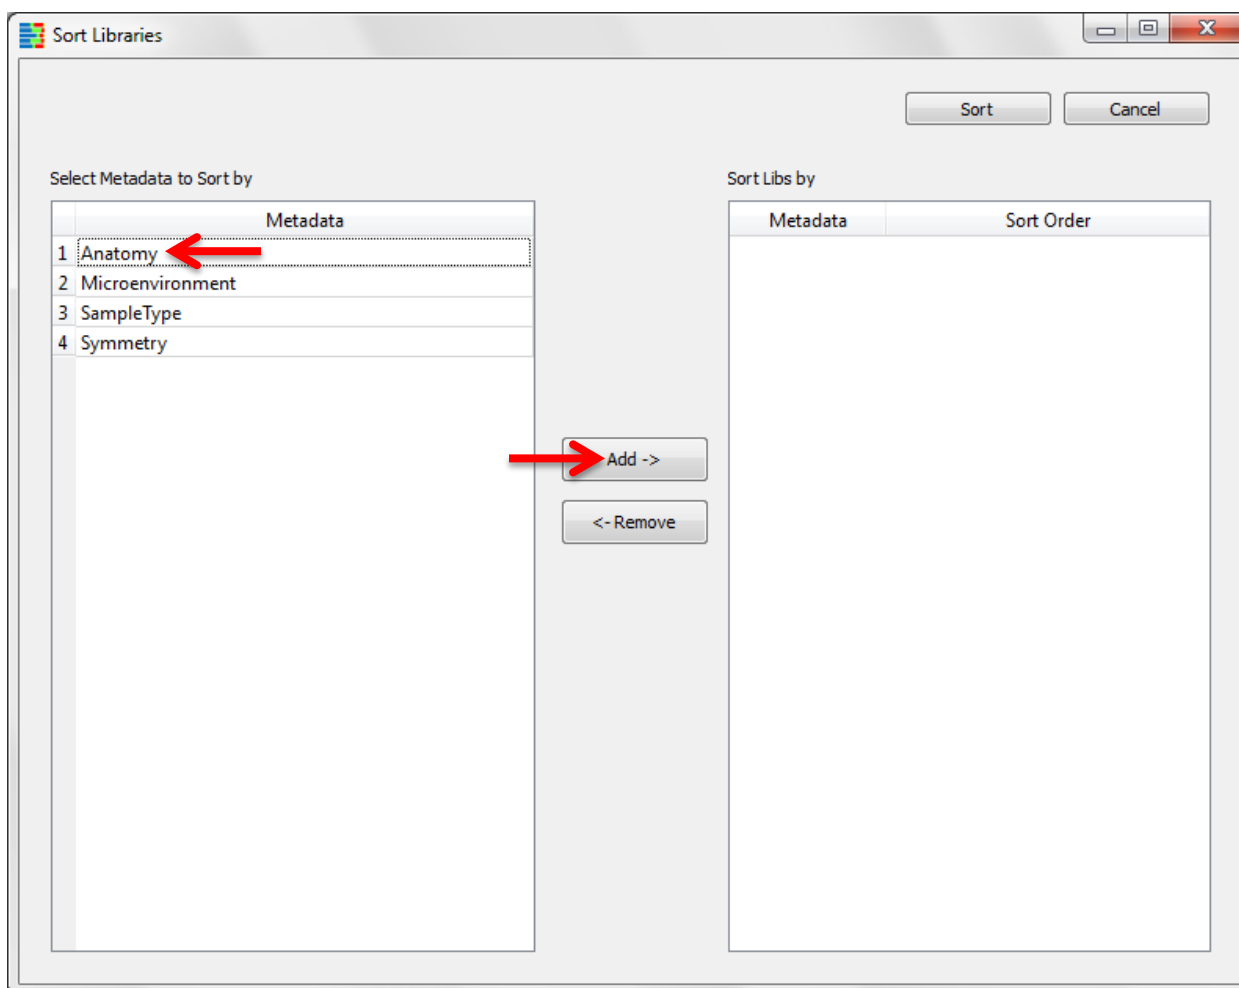 Sort Libraries
Sort Cancel
Select Metadata to Sort by
Sort Libs by
Metadata
Metadata Sort Order
1 Anatomy
2 Microenvironment
3 SampleType
4 Symmetry
Add ->
<- Remove